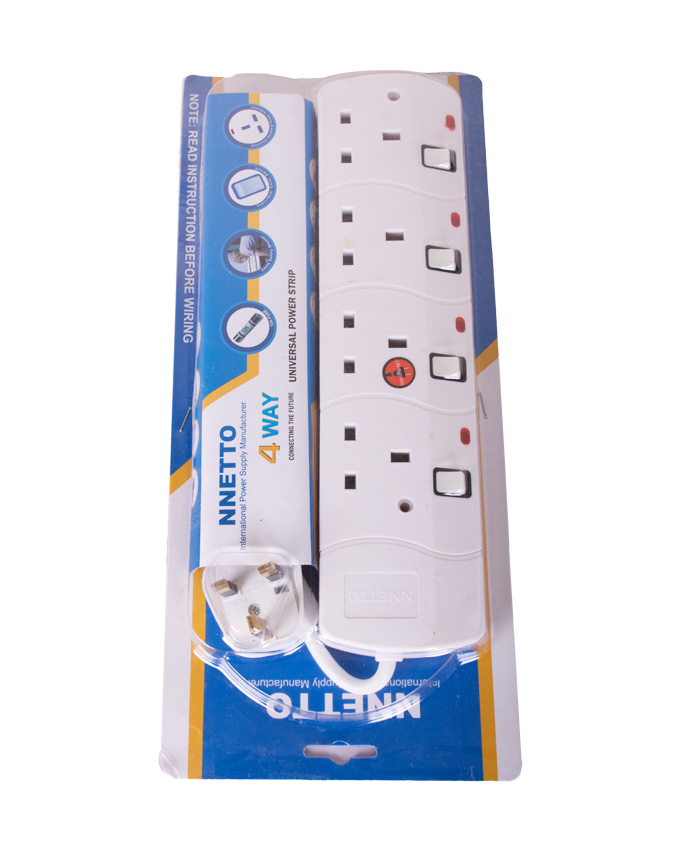 NOTE: READ INSTRUCTION BEFORE WIRING
NNETTO
International Power Supply Manufacturer
4 WAY
CONNECTING THE FUTURE
UNIVERSAL POWER STRIP
NNETTO
NNETTO
International
Supply Manufacturer